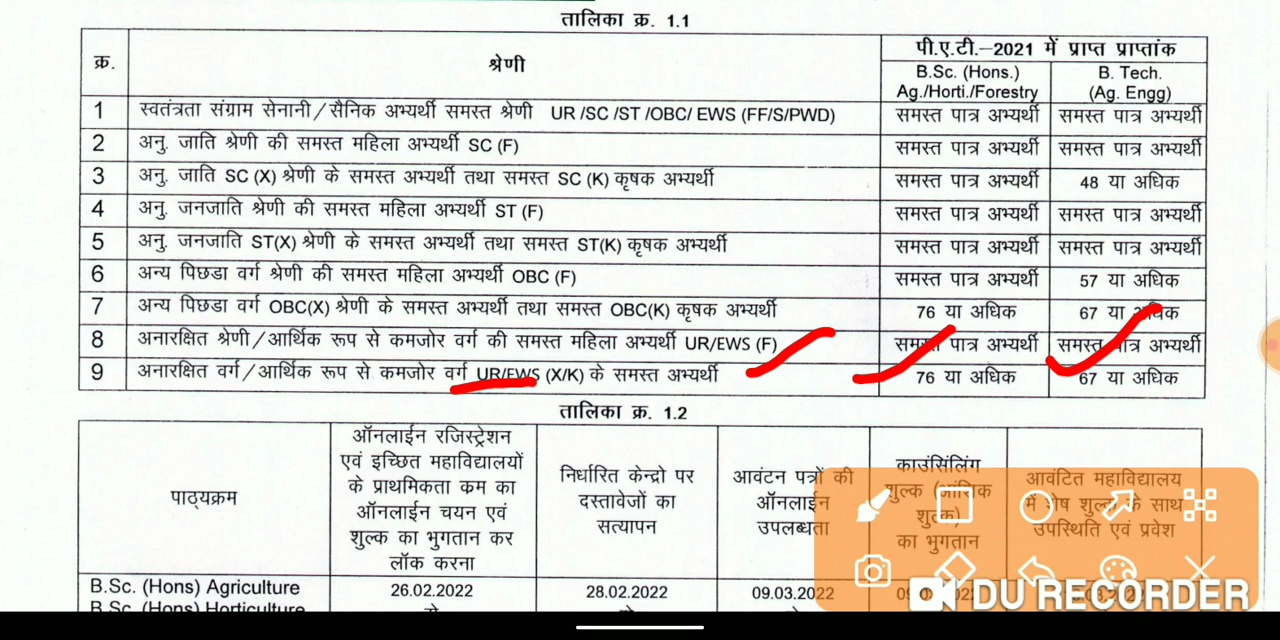 तालिका क्र. 1.1
क्र. श्रेणी पी.ए.टी.–2021 में प्राप्त प्राप्तांक
B.Sc. (Hons.) Ag./Horti./Forestry B. Tech. (Ag. Engg)
1 स्वतंत्रता संग्राम सेनानी/सैनिक अभ्यर्थी समस्त श्रेणी UR /SC /ST /OBC/ EWS (FF/S/PWD) समस्त पात्र अभ्यर्थी समस्त पात्र अभ्यर्थी
2 अनु. जाति श्रेणी की समस्त महिला अभ्यर्थी SC (F) समस्त पात्र अभ्यर्थी समस्त पात्र अभ्यर्थी
3 अनु. जाति SC (X) श्रेणी के समस्त अभ्यर्थी तथा समस्त SC (K) कृषक अभ्यर्थी समस्त पात्र अभ्यर्थी 48 या अधिक
4 अनु. जनजाति श्रेणी की समस्त महिला अभ्यर्थी ST (F) समस्त पात्र अभ्यर्थी समस्त पात्र अभ्यर्थी
5 अनु. जनजाति ST(X) श्रेणी के समस्त अभ्यर्थी तथा समस्त ST(K) कृषक अभ्यर्थी समस्त पात्र अभ्यर्थी समस्त पात्र अभ्यर्थी
6 अन्य पिछडा वर्ग श्रेणी की समस्त महिला अभ्यर्थी OBC (F) समस्त पात्र अभ्यर्थी 57 या अधिक
7 अन्य पिछडा वर्ग OBC(X) श्रेणी के समस्त अभ्यर्थी तथा समस्त OBC(K) कृषक अभ्यर्थी 76 या अधिक 67 या अधिक
8 अनारक्षित श्रेणी/आर्थिक रूप से कमजोर वर्ग की समस्त महिला अभ्यर्थी UR/EWS (F) समस्त पात्र अभ्यर्थी समस्त पात्र अभ्यर्थी
9 अनारक्षित वर्ग/आर्थिक रूप से कमजोर वर्ग UR/EWS (X/K) के समस्त अभ्यर्थी 76 या अधिक 67 या अधिक
तालिका क्र. 1.2
पाठ्यक्रम
ऑनलाईन रजिस्ट्रेशन
एवं इच्छित महाविद्यालयों
के प्राथमिकता क्रम का
ऑनलाईन चयन एवं
शुल्क का भुगतान कर
लॉक करना
निर्धारित केन्द्रो पर
दस्तावेजों का
सत्यापन
आवंटन पत्रों की
ऑनलाईन
उपलब्धता
काउंसिंलिंग
शुल्क (आंशिक
शुल्क)
का भुगतान
आवंटित महाविद्यालय
में शेष शुल्क के साथ
उपस्थिति एवं प्रवेश
B.Sc. (Hons) Agriculture 26.02.2022 28.02.2022 09.03.2022
B.Sc. (Hons) Horticulture
DU RECORDER